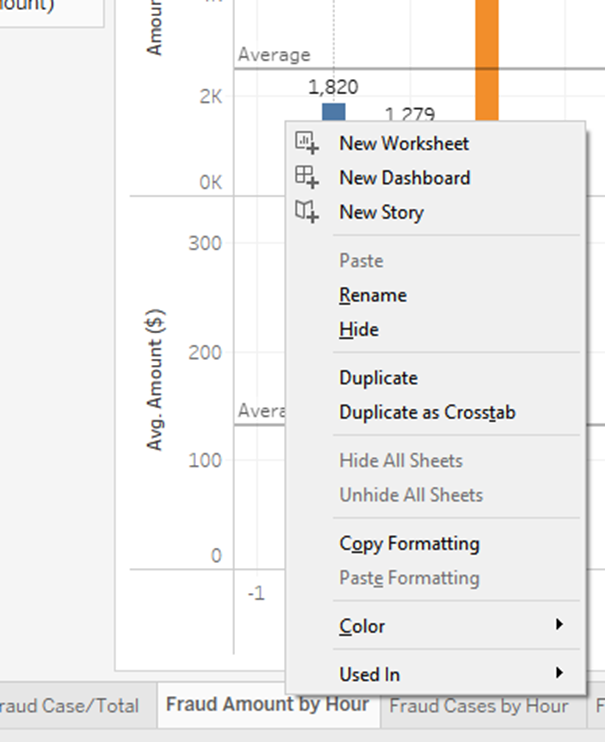 ount)
Amoun
Average
1,820
2K
1,279
0K
300
Avg. Amount ($)
200
Avera
100
0
-1
New Worksheet
New Dashboard
New Story
Paste
Rename
Hide
Duplicate
Duplicate as Crosstab
Hide All Sheets
Unhide All Sheets
Copy Formatting
Paste Formatting
Color
Used In
raud Case/Total
Fraud Amount by Hour
Fraud Cases by Hour
F